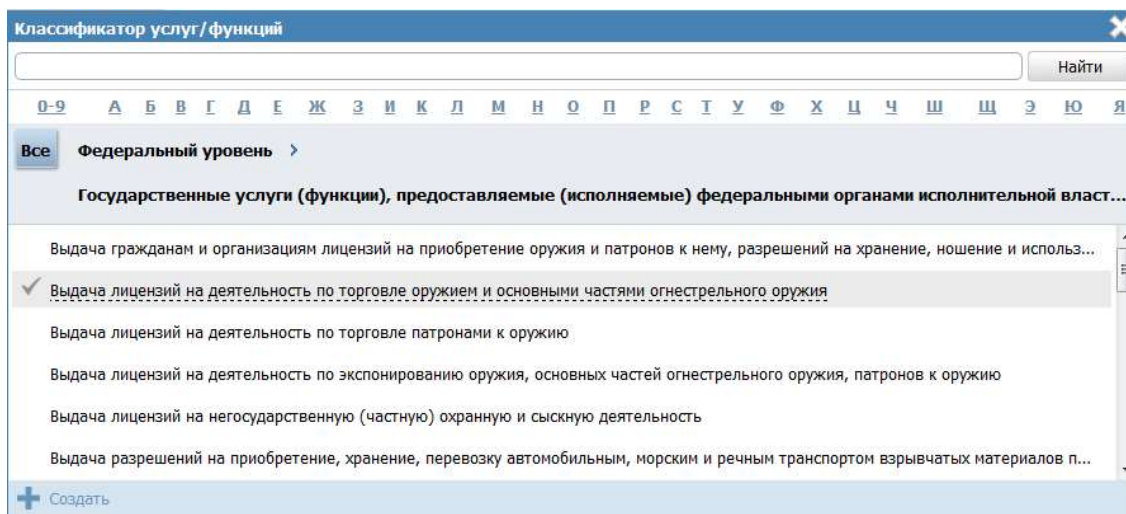 Классификатор услуг/функций
Найти
0-9 А Б В Г Д Е Ж З И К Л М Н О П Р С Т У Ф Х Ц Ч Ш Щ Э Ю Я
Все Федеральный уровень >
Государственные услуги (функции), предоставляемые (исполняемые) федеральными органами исполнительной власт...
Выдача гражданам и организациям лицензий на приобретение оружия и патронов к нему, разрешений на хранение, ношение и использ...
Выдача лицензий на деятельность по торговле оружием и основными частями огнестрельного оружия
Выдача лицензий на деятельность по торговле патронами к оружию
Выдача лицензий на деятельность по экспонированию оружия, основных частей огнестрельного оружия, патронов к оружию
Выдача лицензий на негосударственную (частную) охранную и сыскную деятельность
Выдача разрешений на приобретение, хранение, перевозку автомобильным, морским и речным транспортом взрывчатых материалов п...
Создать